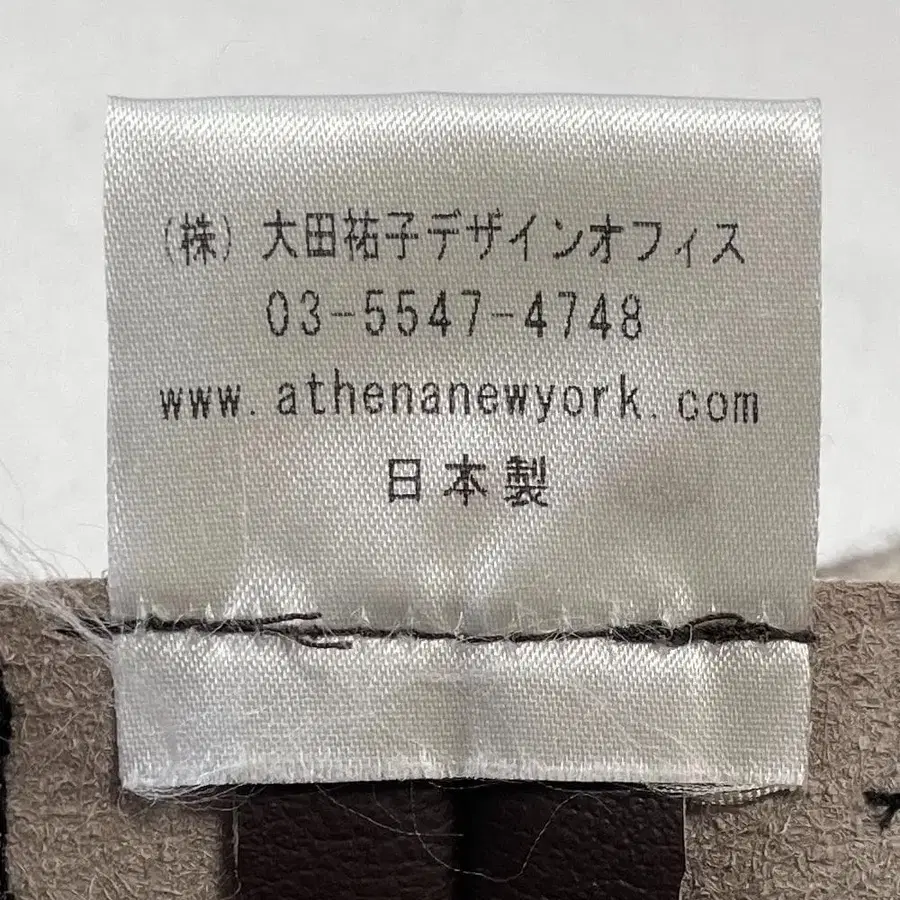 (株) 大田祐子デザインオフィス
03-5547-4748
www.athenanewyork.com
日本製